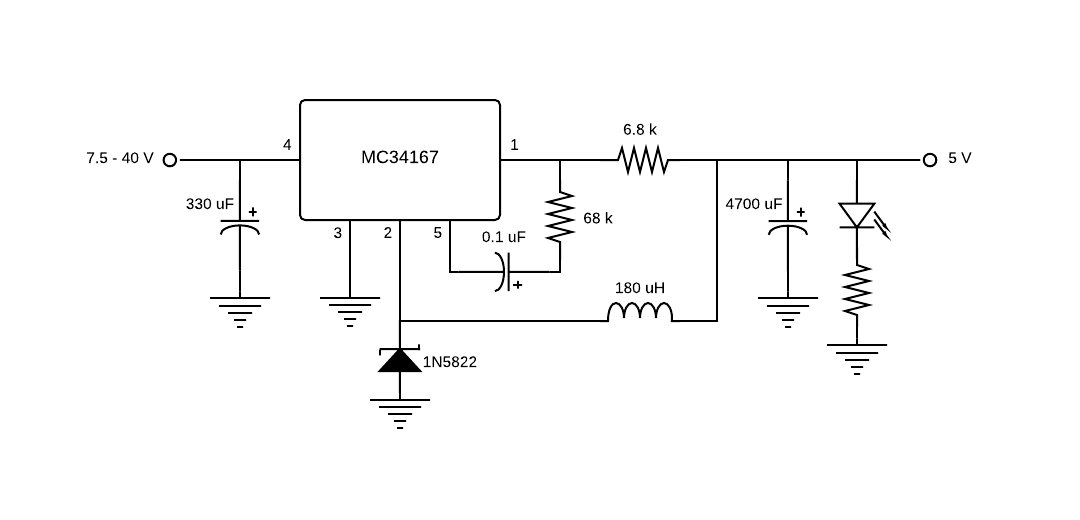 6.8 k
7.5 - 40 V
4
MC34167
1
5 V
330 uF
+
3
2
5
0.1 uF
+
68 k
4700 uF
+
180 uH
1N5822